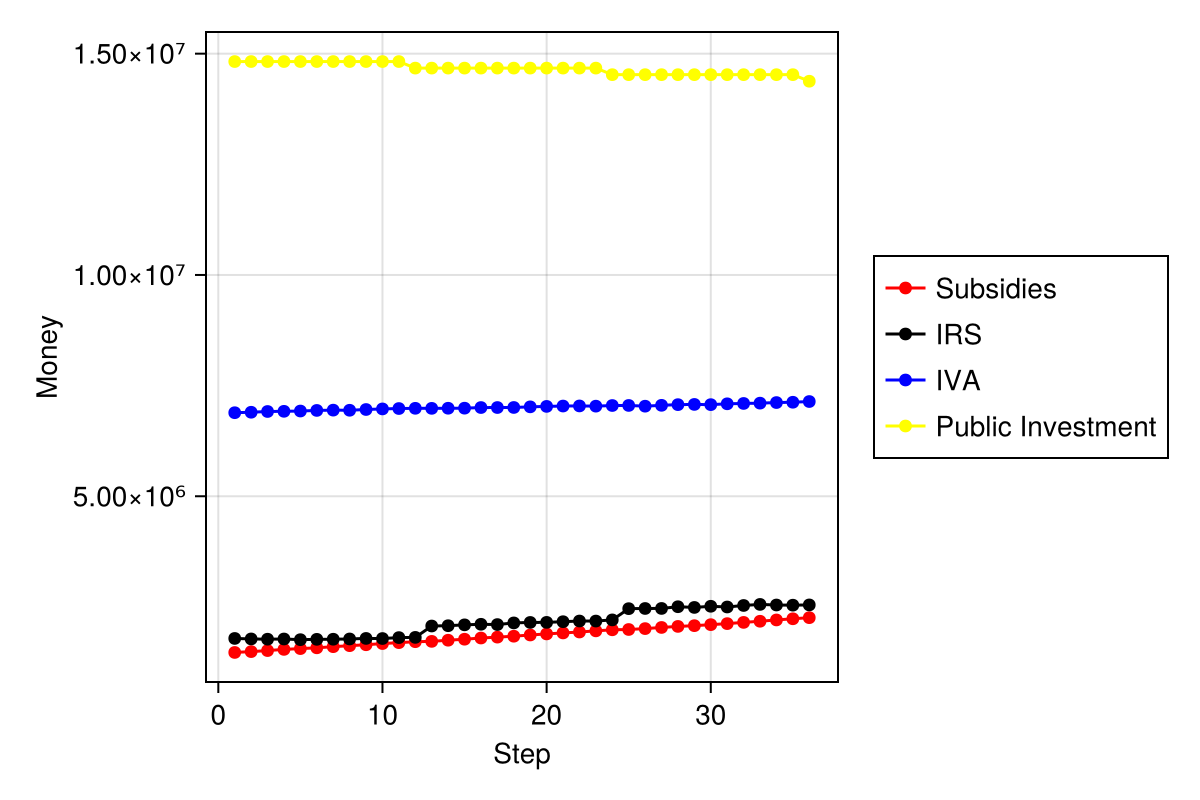 1.50×10⁷
1.00×10⁷
5.00×10⁶
Money
0 10 20 30
Step
Subsidies
IRS
IVA
Public Investment